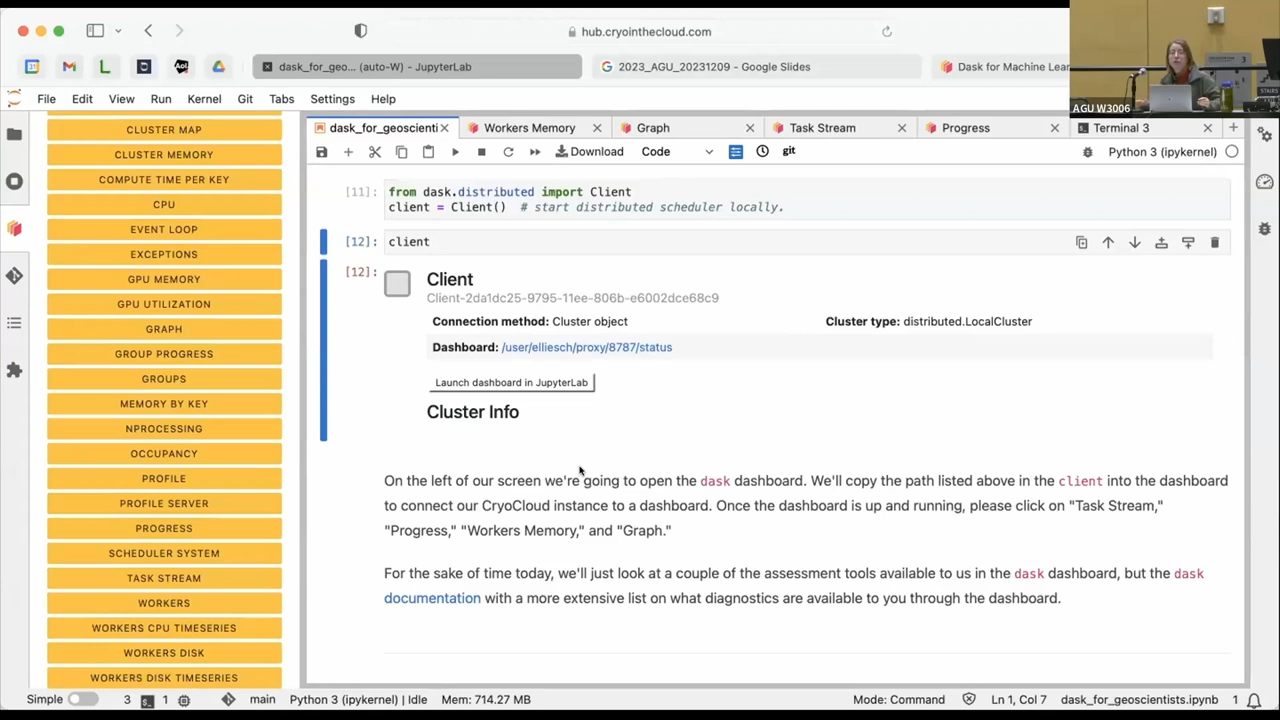 hub.cryointhecloud.com
dask_for_geo... (auto-W) - JupyterLab
2023_AGU_20231209 - Google Slides
Dask for Machine Lear
AGU W3006
File Edit View Run Kernel Git Tabs Settings Help
CLUSTER MAP
CLUSTER MEMORY
COMPUTE TIME PER KEY
CPU
EVENT LOOP
EXCEPTIONS
GPU MEMORY
GPU UTILIZATION
GRAPH
GROUP PROGRESS
GROUPS
MEMORY BY KEY
NPROCESSING
OCCUPANCY
PROFILE
PROFILE SERVER
PROGRESS
SCHEDULER SYSTEM
TASK STREAM
WORKERS
WORKERS CPU TIMESERIES
WORKERS DISK
WORKERS DISK TIMESERIES
dask_for_geoscienti Workers Memory Graph Task Stream Progress Terminal 3
Download Code git Python 3 (ipykernel)
[11]: from dask.distributed import Client
client = Client() # start distributed scheduler locally.
[12]: client
[12]: Client
Client-2da1dc25-9795-11ee-806b-e6002dce68c9
Connection method: Cluster object Cluster type: distributed.LocalCluster
Dashboard: /user/elliesch/proxy/8787/status
Launch dashboard in JupyterLab
Cluster Info
On the left of our screen we're going to open the dask dashboard. We'll copy the path listed above in the client into the dashboard
to connect our CryoCloud instance to a dashboard. Once the dashboard is up and running, please click on "Task Stream,"
"Progress," "Workers Memory," and "Graph."
For the sake of time today, we'll just look at a couple of the assessment tools available to us in the dask dashboard, but the dask
documentation with a more extensive list on what diagnostics are available to you through the dashboard.
Simple 3 1 main Python 3 (ipykernel) | Idle Mem: 714.27 MB Mode: Command Ln 1, Col 7 dask_for_geoscientists.ipynb 1